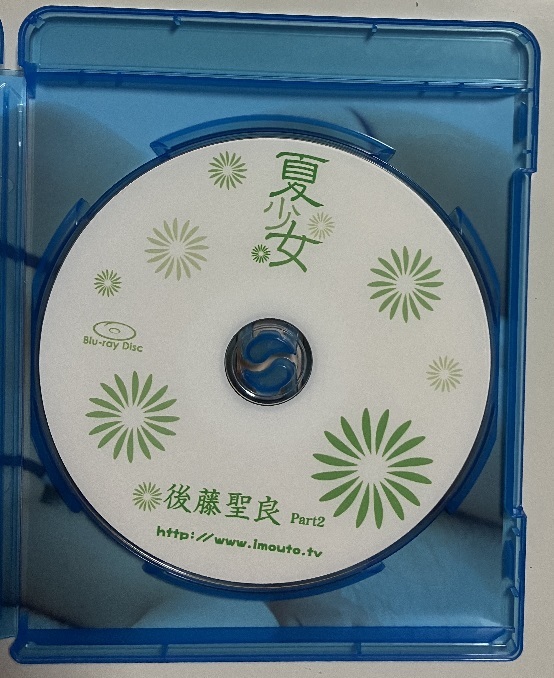 夏少女
Blu-ray Disc
後藤聖良 Part2
http://www.imouto.tv